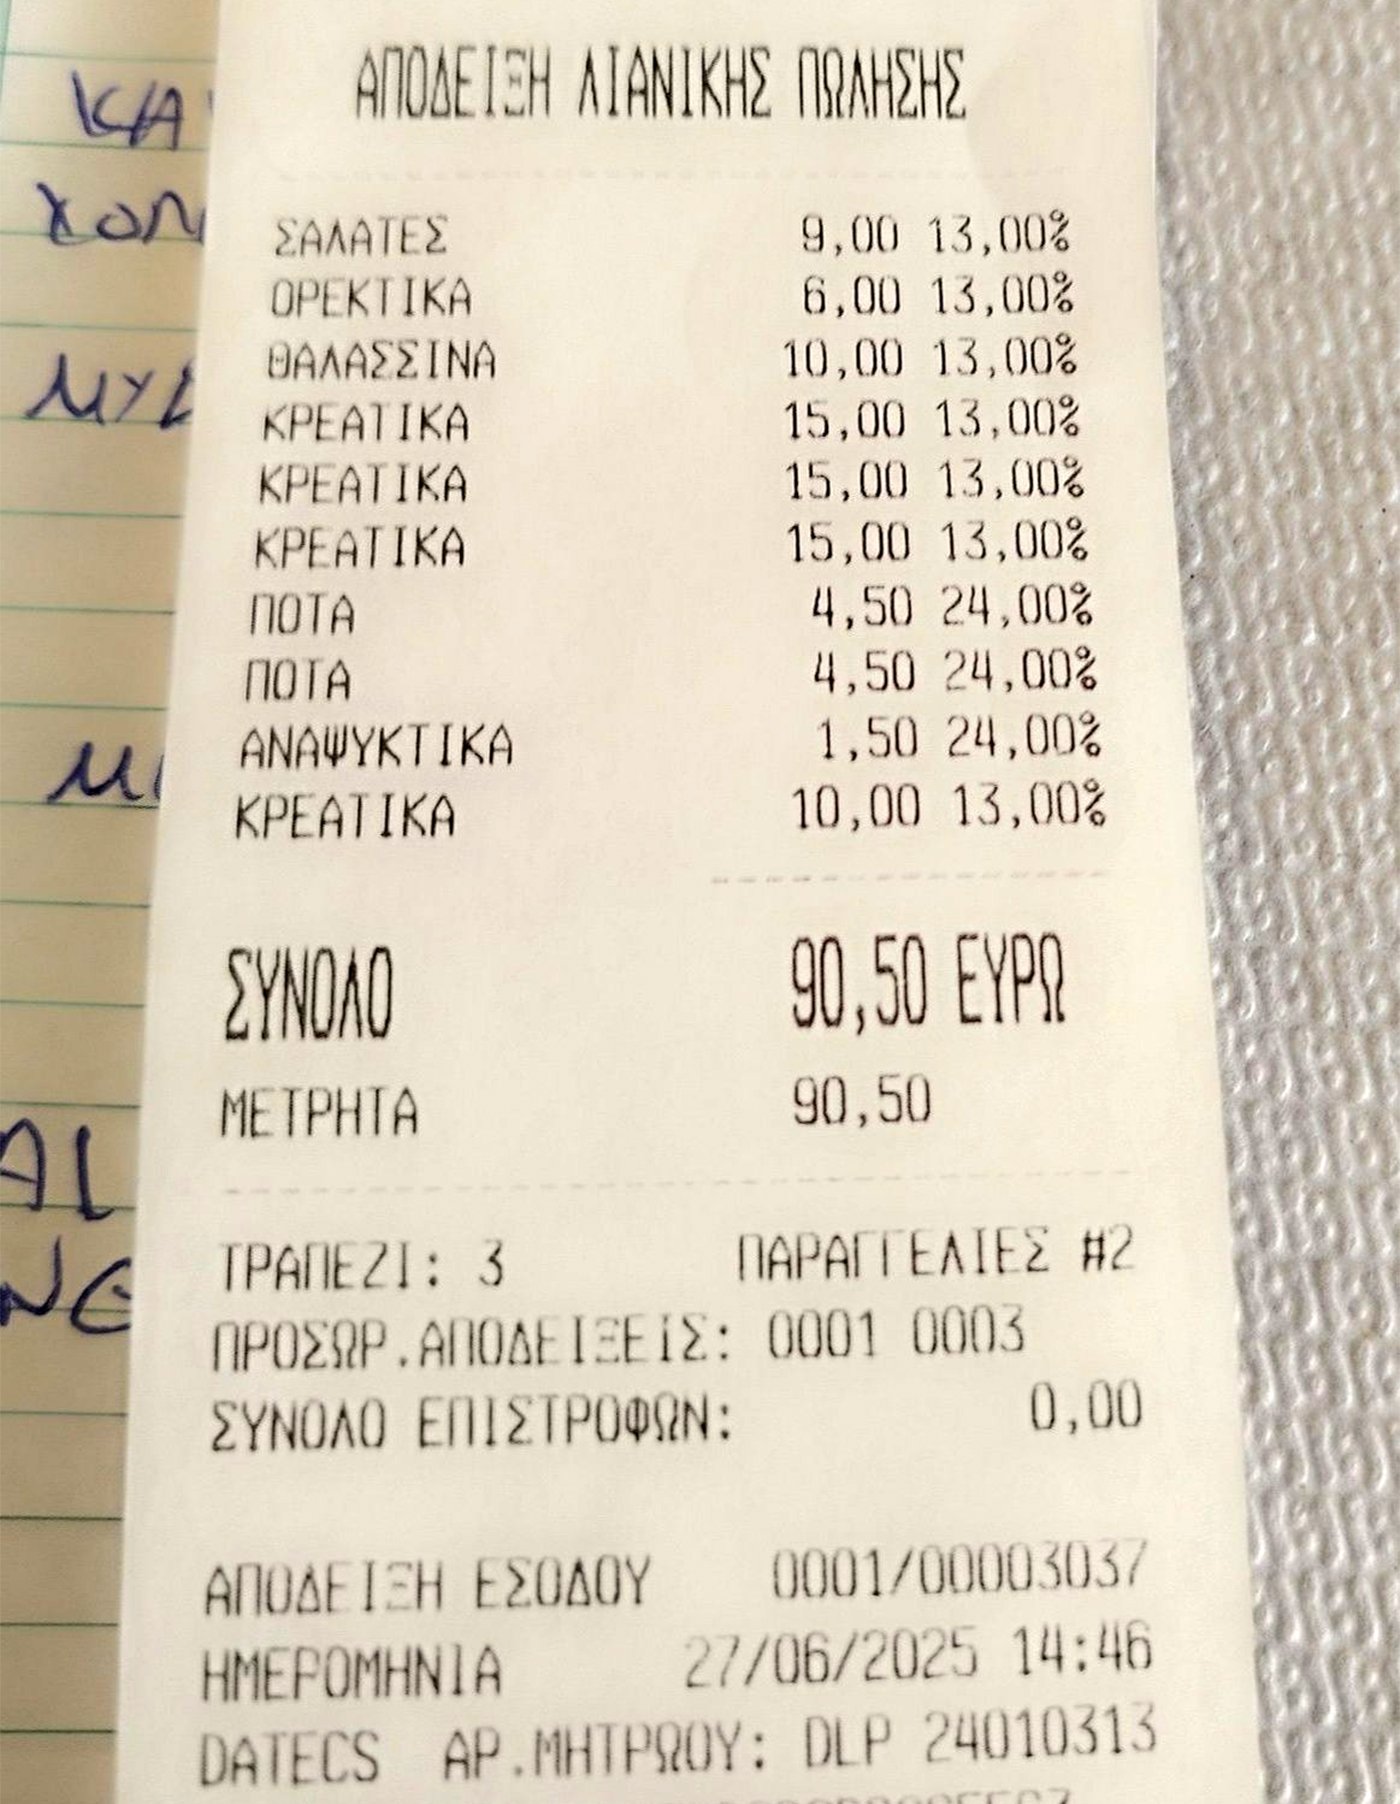 ΑΠΟΔΕΙΞΗ ΛΙΑΝΙΚΗΣ ΠΩΛΗΣΗΣ
ΣΑΛΑΤΕΣ 9,00 13,00%
ΟΡΕΚΤΙΚΑ 6,00 13,00%
ΘΑΛΑΣΣΙΝΑ 10,00 13,00%
ΚΡΕΑΤΙΚΑ 15,00 13,00%
ΚΡΕΑΤΙΚΑ 15,00 13,00%
ΚΡΕΑΤΙΚΑ 15,00 13,00%
ΠΟΤΑ 4,50 24,00%
ΠΟΤΑ 4,50 24,00%
ΑΝΑΨΥΚΤΙΚΑ 1,50 24,00%
ΚΡΕΑΤΙΚΑ 10,00 13,00%
ΣΥΝΟΛΟ 90,50 ΕΥΡΩ
ΜΕΤΡΗΤΑ 90,50
ΤΡΑΠΕΖΙ: 3 ΠΑΡΑΓΓΕΛΙΕΣ #2
ΠΡΟΣΩΡ.ΑΠΟΔΕΙΞΕΙΣ: 0001 0003
ΣΥΝΟΛΟ ΕΠΙΣΤΡΟΦΩΝ: 0,00
ΑΠΟΔΕΙΞΗ ΕΣΟΔΟΥ 0001/00003037
ΗΜΕΡΟΜΗΝΙΑ 27/06/2025 14:46
DATECS ΑΡ.ΜΗΤΡΩΟΥ: DLP 24010313